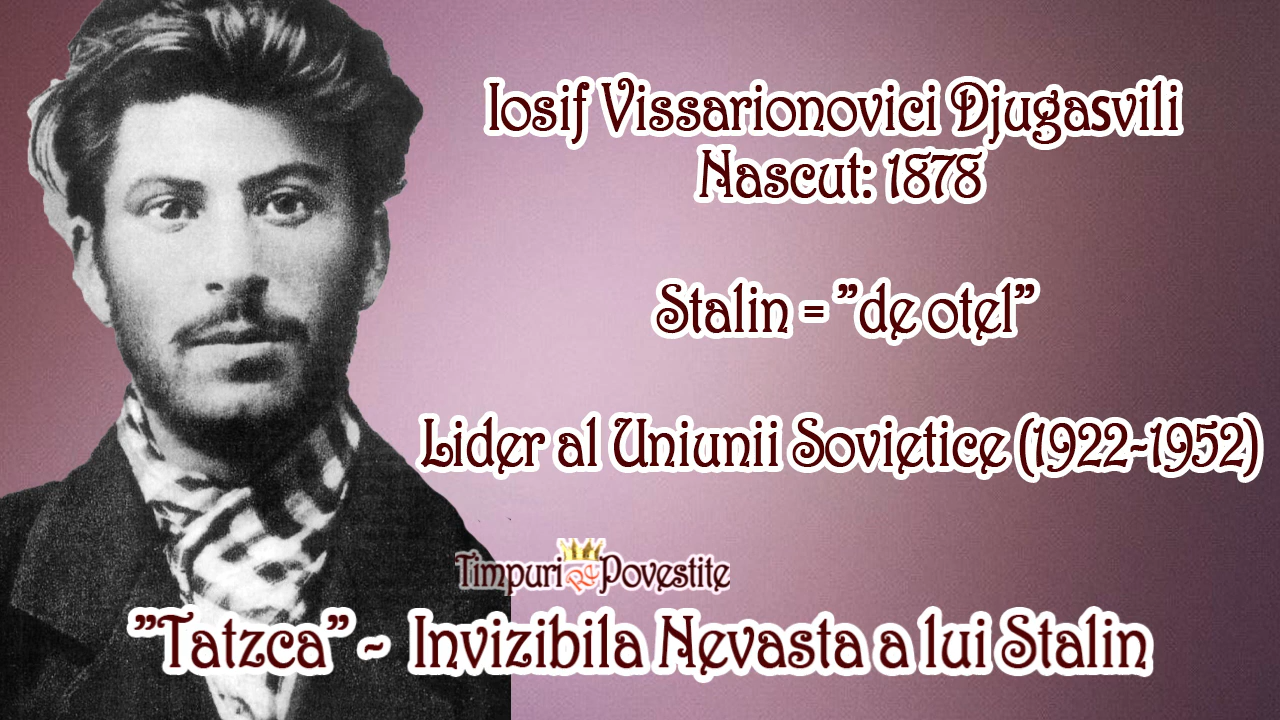 Iosif Vissarionovici Djugasvili
Nascut: 1878
Stalin = "de otel"
Lider al Uniunii Sovietice (1922-1952)
Timpuri Re Povestite
"Tatzca" - Invizibila Nevasta a lui Stalin